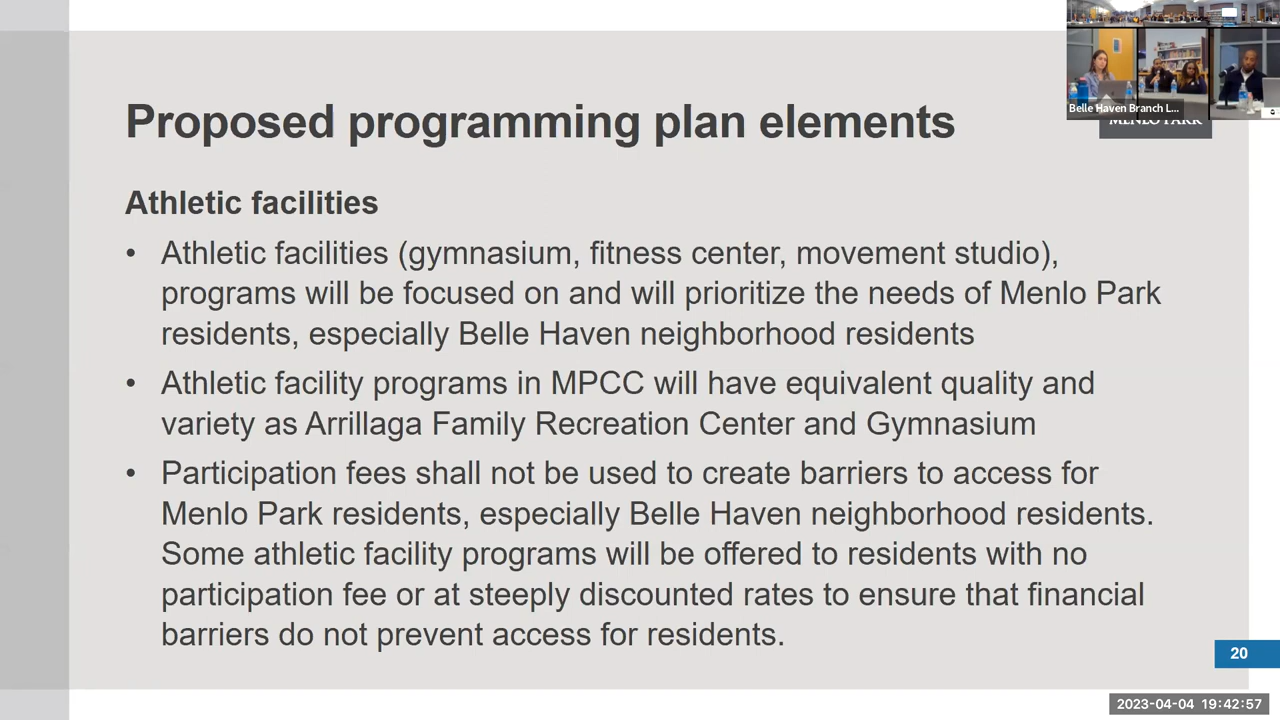 Proposed programming plan elements
Belle Haven Branch L...
MENLO PARK
Athletic facilities
• Athletic facilities (gymnasium, fitness center, movement studio),
programs will be focused on and will prioritize the needs of Menlo Park
residents, especially Belle Haven neighborhood residents
• Athletic facility programs in MPCC will have equivalent quality and
variety as Arrillaga Family Recreation Center and Gymnasium
• Participation fees shall not be used to create barriers to access for
Menlo Park residents, especially Belle Haven neighborhood residents.
Some athletic facility programs will be offered to residents with no
participation fee or at steeply discounted rates to ensure that financial
barriers do not prevent access for residents.
20
2023-04-04 19:42:57